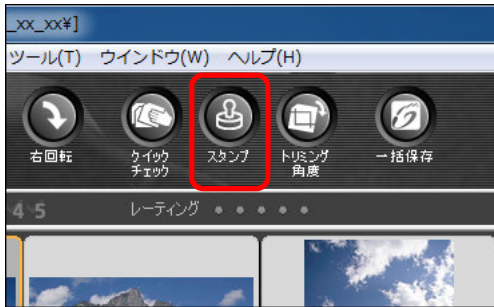 _xx_xx¥]
ツール(T) ウインドウ(W) ヘルプ(H)
右回転
クイック
チェック
スタンプ
トリミング
角度
一括保存
4 5 レーティング